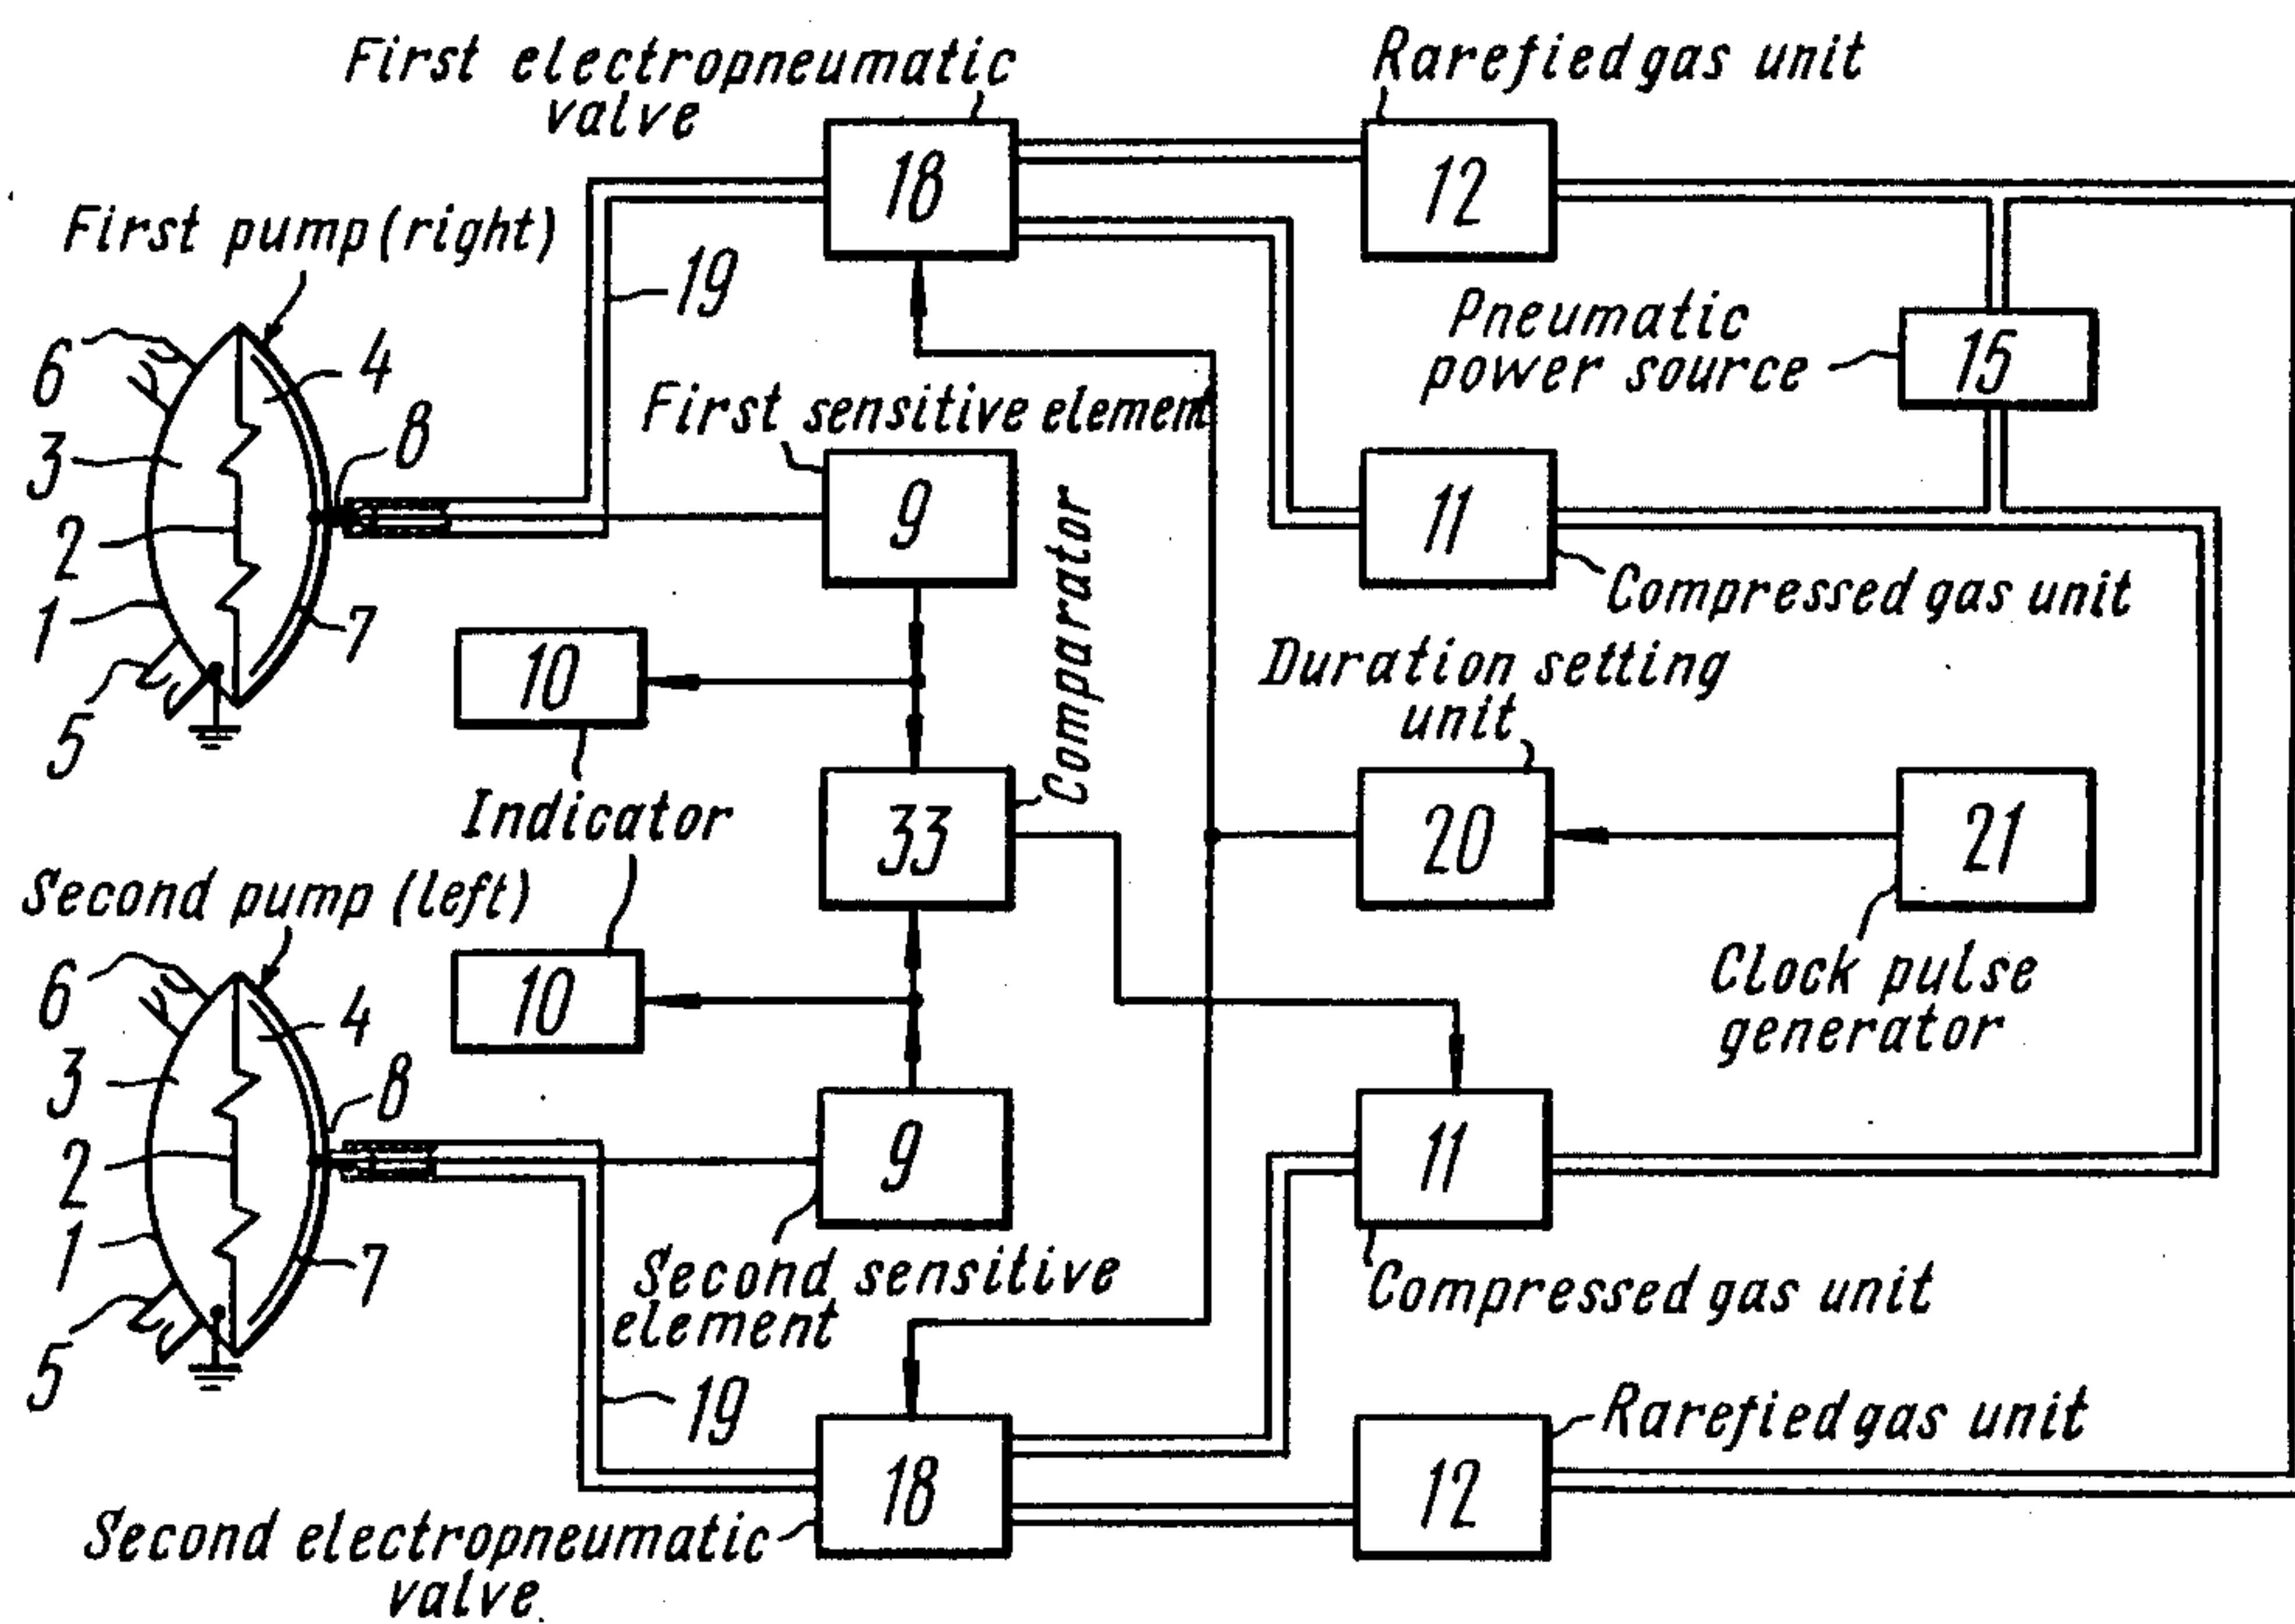 First electropneumatic
valve
Rarefied gas unit
18
12
First pump (right)
19
Pneumatic
power source
15
6
4
First sensitive element
8
3
9
11
2
Compressed gas unit
1
7
10
Comparator
Duration setting
unit
5
Indicator
33
20
21
Second pump (left)
6
10
Clock pulse
generator
4
3
8
2
9
11
1
7
Second sensitive
element
Compressed gas unit
5
19
Rarefied gas unit
18
12
Second electropneumatic
valve